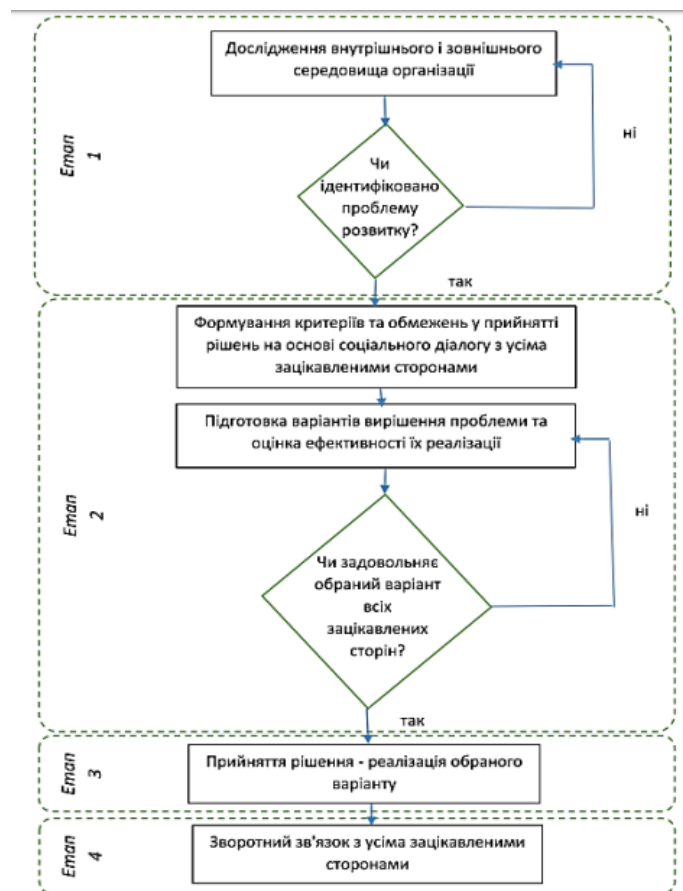 Дослідження внутрішнього і зовнішнього
середовища організації
Етап
1
Чи
ідентифіковано
проблему
розвитку?
ні
так
Формування критеріїв та обмежень у прийнятті
рішень на основі соціального діалогу з усіма
зацікавленими сторонами
Підготовка варіантів вирішення проблеми та
оцінка ефективності їх реалізації
Етап
2
ні
Чи задовольняє
обраний варіант
всіх
зацікавлених
сторін?
так
Етап
3
Прийняття рішення - реалізація обраного
варіанту
Етап
4
Зворотний зв'язок з усіма зацікавленими
сторонами